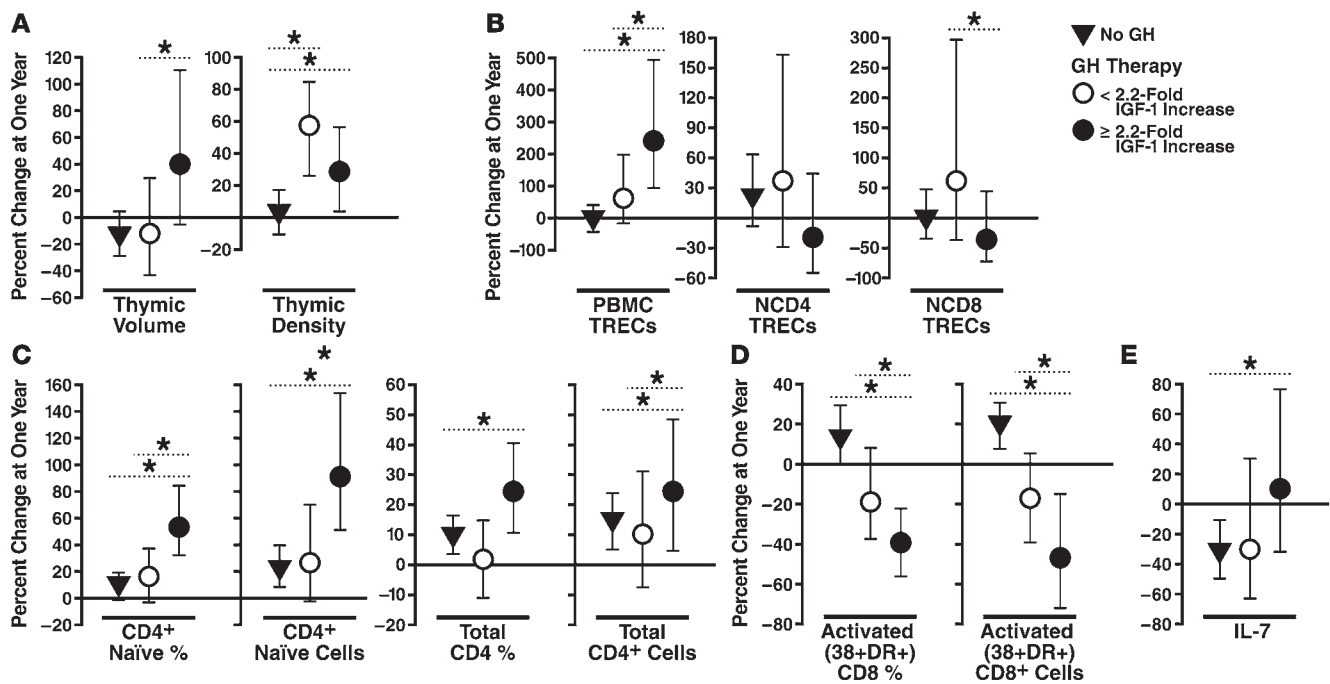 A
Percent Change at One Year
120
100
80
60
40
20
0
−20
−40
−60
*
Thymic
Volume
100
80
60
40
20
−20
*
*
Thymic
Density
B
Percent Change at One Year
500
400
300
200
100
0
−100
*
*
PBMC
TRECs
180
150
120
90
60
30
−30
−60
NCD4
TRECs
300
250
200
150
100
50
−50
−100
*
NCD8
TRECs
No GH
GH Therapy
< 2.2-Fold
IGF-1 Increase
≥ 2.2-Fold
IGF-1 Increase
C
Percent Change at One Year
160
140
120
100
80
60
40
20
0
−20
*
*
CD4+
Naïve %
*
*
CD4+
Naïve Cells
60
50
40
30
20
10
0
−10
−20
*
Total
CD4 %
*
*
Total
CD4+ Cells
D
Percent Change at One Year
40
20
0
−20
−40
−60
−80
*
*
Activated
(38+DR+)
CD8 %
*
*
Activated
(38+DR+)
CD8+ Cells
E
80
60
40
20
0
−20
−40
−60
−80
*
IL-7